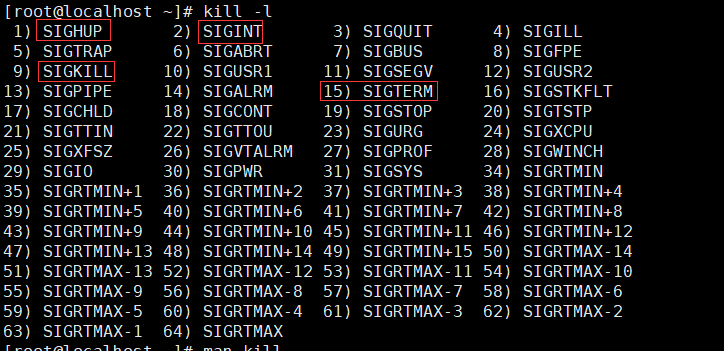 [root@localhost ~]# kill -l
 1) SIGHUP       2) SIGINT       3) SIGQUIT      4) SIGILL
 5) SIGTRAP      6) SIGABRT      7) SIGBUS       8) SIGFPE
 9) SIGKILL     10) SIGUSR1     11) SIGSEGV     12) SIGUSR2
13) SIGPIPE     14) SIGALRM     15) SIGTERM     16) SIGSTKFLT
17) SIGCHLD     18) SIGCONT     19) SIGSTOP     20) SIGTSTP
21) SIGTTIN     22) SIGTTOU     23) SIGURG      24) SIGXCPU
25) SIGXFSZ     26) SIGVTALRM   27) SIGPROF     28) SIGWINCH
29) SIGIO       30) SIGPWR      31) SIGSYS      34) SIGRTMIN
35) SIGRTMIN+1  36) SIGRTMIN+2  37) SIGRTMIN+3  38) SIGRTMIN+4
39) SIGRTMIN+5  40) SIGRTMIN+6  41) SIGRTMIN+7  42) SIGRTMIN+8
43) SIGRTMIN+9  44) SIGRTMIN+10 45) SIGRTMIN+11 46) SIGRTMIN+12
47) SIGRTMIN+13 48) SIGRTMIN+14 49) SIGRTMIN+15 50) SIGRTMAX-14
51) SIGRTMAX-13 52) SIGRTMAX-12 53) SIGRTMAX-11 54) SIGRTMAX-10
55) SIGRTMAX-9  56) SIGRTMAX-8  57) SIGRTMAX-7  58) SIGRTMAX-6
59) SIGRTMAX-5  60) SIGRTMAX-4  61) SIGRTMAX-3  62) SIGRTMAX-2
63) SIGRTMAX-1  64) SIGRTMAX
[root@localhost ~]# man kill